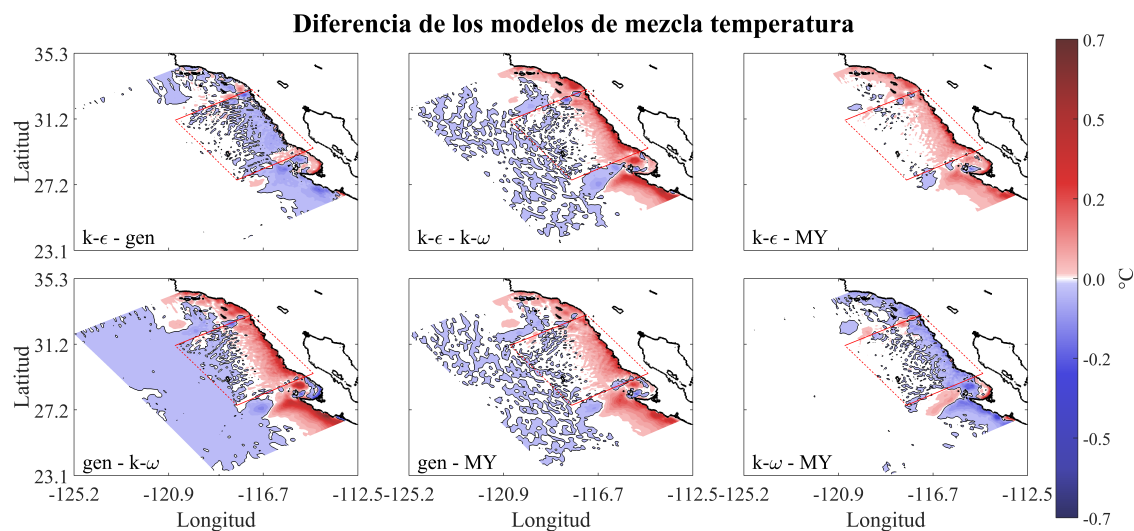 Diferencia de los modelos de mezcla temperatura
35.3
31.2
27.2
23.1
Latitud
k-ϵ - gen
k-ϵ - k-ω
k-ϵ - MY
35.3
31.2
27.2
23.1
Latitud
gen - k-ω
gen - MY
k-ω - MY
-125.2 -120.9 -116.7 -112.5
-125.2 -120.9 -116.7 -112.5
-125.2 -120.9 -116.7 -112.5
Longitud Longitud Longitud
0.7
0.5
0.2
0.0
-0.2
-0.5
-0.7
°C